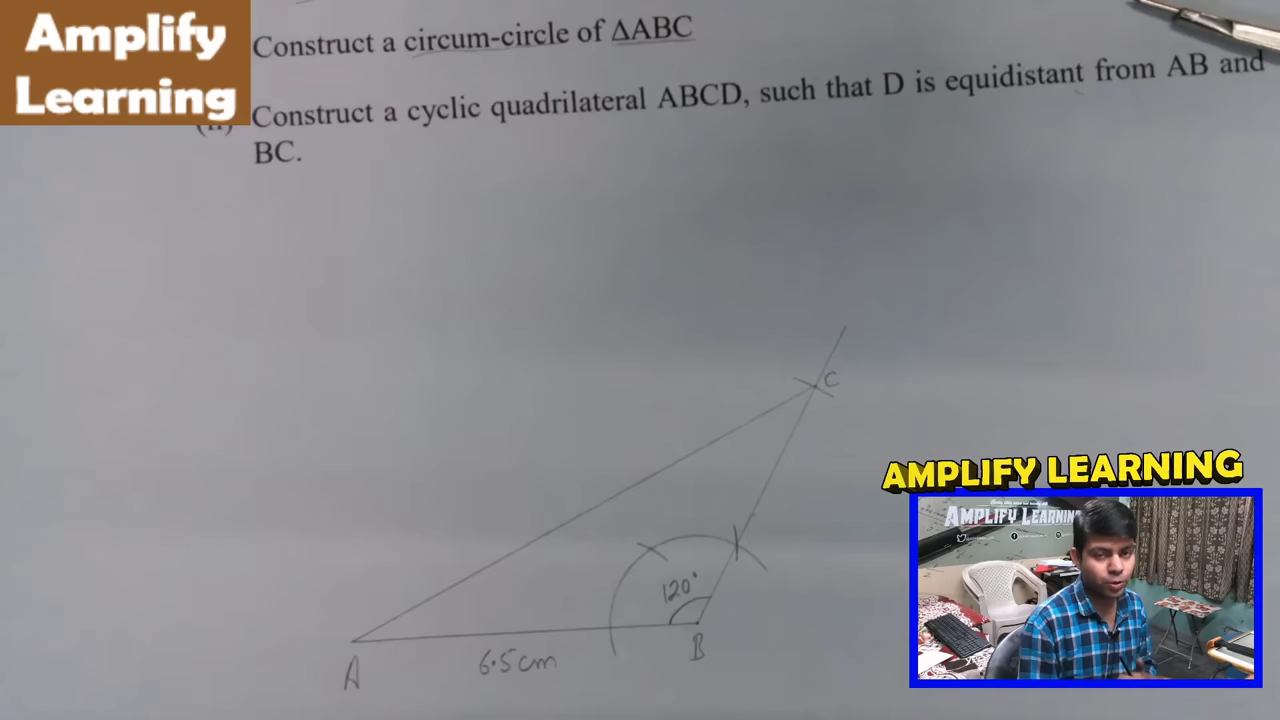 Amplify
Learning
Construct a circum-circle of ΔABC
(ii) Construct a cyclic quadrilateral ABCD, such that D is equidistant from AB and
BC.
C
120°
A
6.5cm
B
AMPLIFY LEARNING
AMPLIFY LEARNING